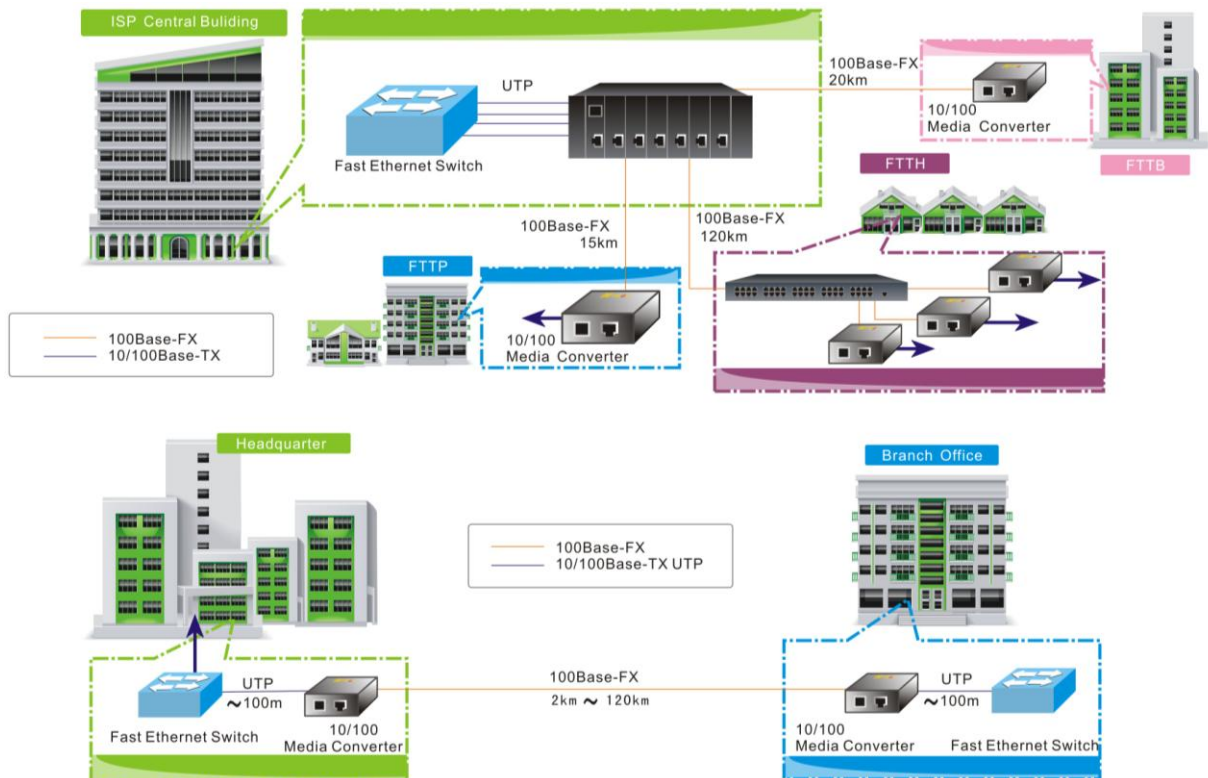 ISP Central Buliding
UTP
Fast Ethernet Switch
100Base-FX
20km
10/100
Media Converter
FTTB
FTTH
100Base-FX
15km
100Base-FX
120km
FTTP
10/100
Media Converter
100Base-FX
10/100Base-TX
Headquarter
Branch Office
100Base-FX
10/100Base-TX UTP
UTP
~100m
Fast Ethernet Switch
10/100
Media Converter
100Base-FX
2km ~ 120km
UTP
~100m
10/100
Media Converter
Fast Ethernet Switch